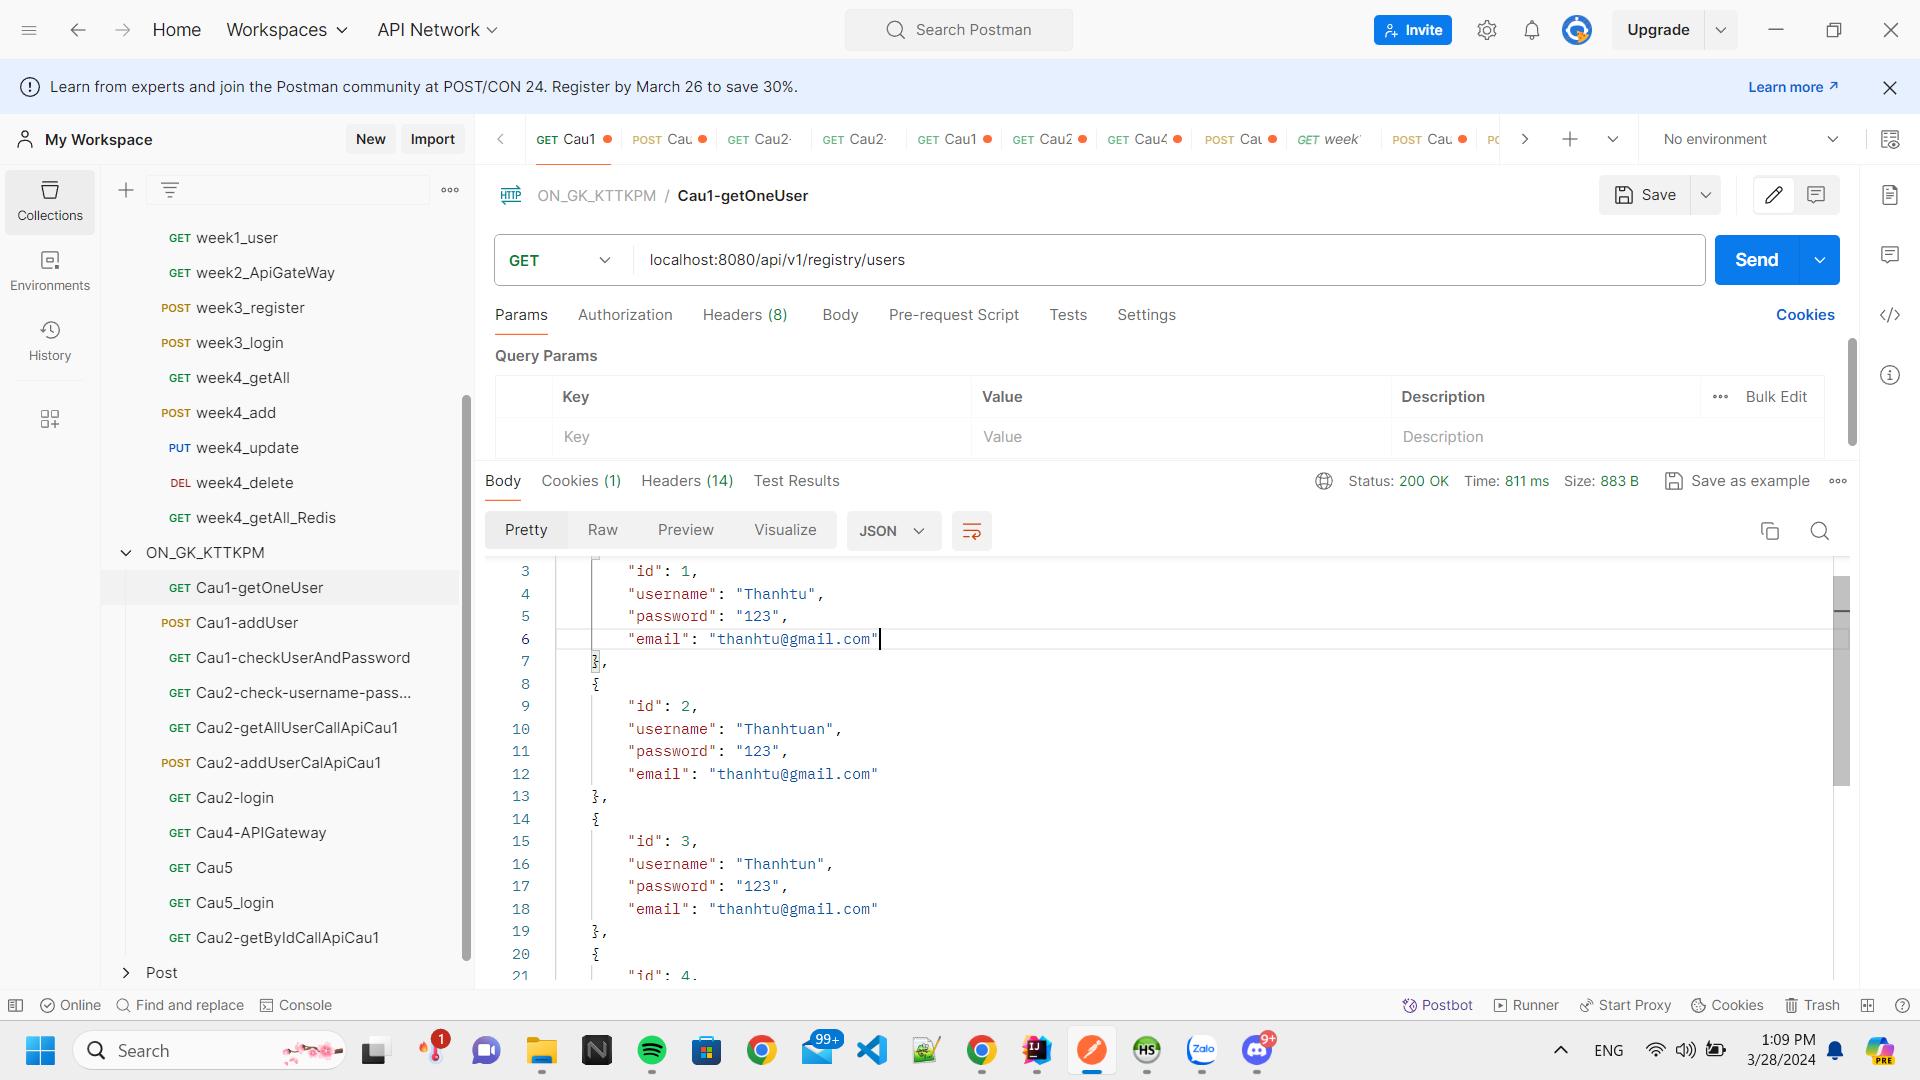 Home Workspaces API Network Search Postman Invite Upgrade
Learn from experts and join the Postman community at POST/CON 24. Register by March 26 to save 30%. Learn more
My Workspace New Import GET Cau1 POST Cau GET Cau2- GET Cau2- GET Cau1 GET Cau2 GET Cau4 POST Cau GET week1 POST Cau PO No environment
Collections
Environments
History
GET week1_user
GET week2_ApiGateWay
POST week3_register
POST week3_login
GET week4_getAll
POST week4_add
PUT week4_update
DEL week4_delete
GET week4_getAll_Redis
ON_GK_KTTKPM
GET Cau1-getOneUser
POST Cau1-addUser
GET Cau1-checkUserAndPassword
GET Cau2-check-username-pass...
GET Cau2-getAllUserCallApiCau1
POST Cau2-addUserCalApiCau1
GET Cau2-login
GET Cau4-APIGateway
GET Cau5
GET Cau5_login
GET Cau2-getByIdCallApiCau1
Post
HTTP ON_GK_KTTKPM / Cau1-getOneUser Save
GET localhost:8080/api/v1/registry/users Send
Params Authorization Headers (8) Body Pre-request Script Tests Settings Cookies
Query Params
Key Value Description Bulk Edit
Key Value Description
Body Cookies (1) Headers (14) Test Results Status: 200 OK Time: 811 ms Size: 883 B Save as example
Pretty Raw Preview Visualize JSON
3 "id": 1,
4 "username": "Thanhtu",
5 "password": "123",
6 "email": "thanhtu@gmail.com"
7 },
8 {
9 "id": 2,
10 "username": "Thanhtuan",
11 "password": "123",
12 "email": "thanhtu@gmail.com"
13 },
14 {
15 "id": 3,
16 "username": "Thanhtun",
17 "password": "123",
18 "email": "thanhtu@gmail.com"
19 },
20 {
21 "id": 4,
Online Find and replace Console Postbot Runner Start Proxy Cookies Trash
Search 1 99+ IJ HS Zalo 9+ ENG 1:09 PM PRE
3/28/2024